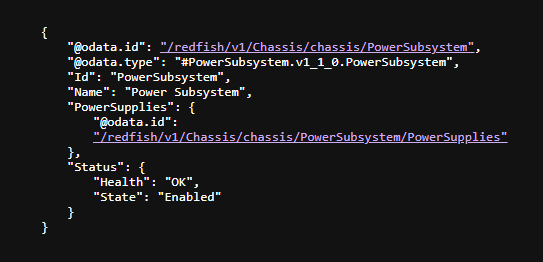 {
    "@odata.id": "/redfish/v1/Chassis/chassis/PowerSubsystem",
    "@odata.type": "#PowerSubsystem.v1_1_0.PowerSubsystem",
    "Id": "PowerSubsystem",
    "Name": "Power Subsystem",
    "PowerSupplies": {
        "@odata.id":
        "/redfish/v1/Chassis/chassis/PowerSubsystem/PowerSupplies"
    },
    "Status": {
        "Health": "OK",
        "State": "Enabled"
    }
}